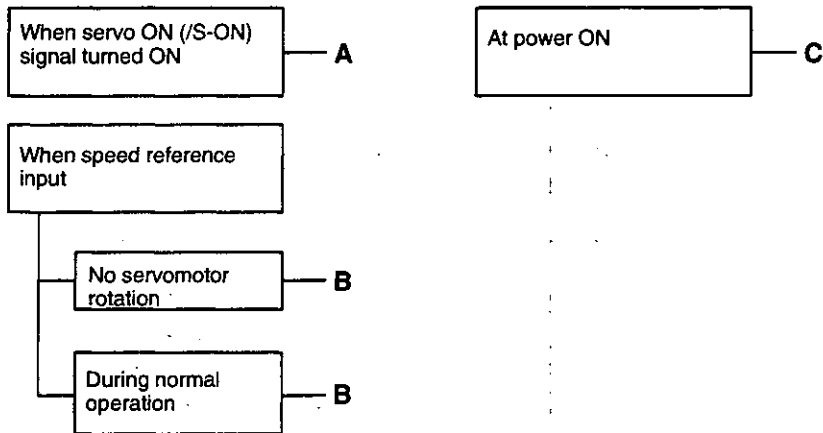 When servo ON (/S-ON)
signal turned ON
A
When speed reference
input
No servomotor
rotation
B
During normal
operation
B
At power ON
C